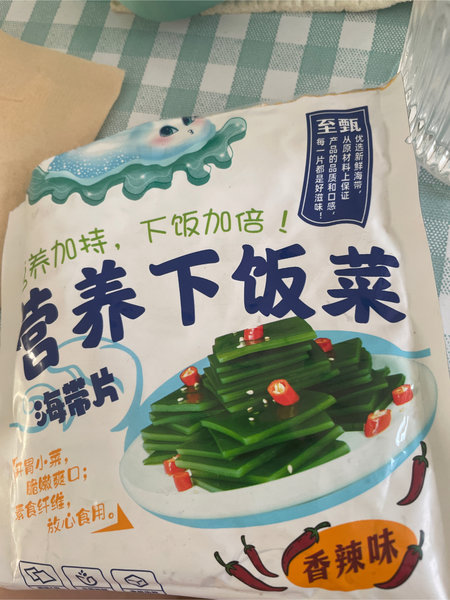 至甄
优选新鲜海带,
从原材料上保证
产品的品质和口感,
每一片都是好滋味!
养加持,下饭加倍!
营养下饭菜
海带片
开胃小菜,
脆嫩爽口;
素食纤维,
放心食用。
香辣味